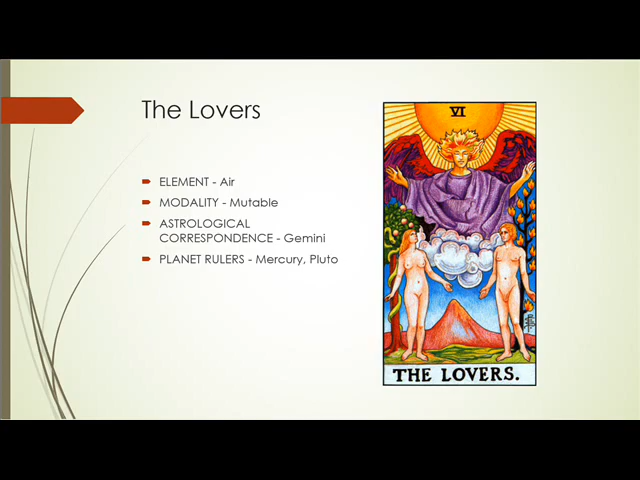 The Lovers
ELEMENT - Air
MODALITY - Mutable
ASTROLOGICAL
CORRESPONDENCE - Gemini
PLANET RULERS - Mercury, Pluto
VI
THE LOVERS.